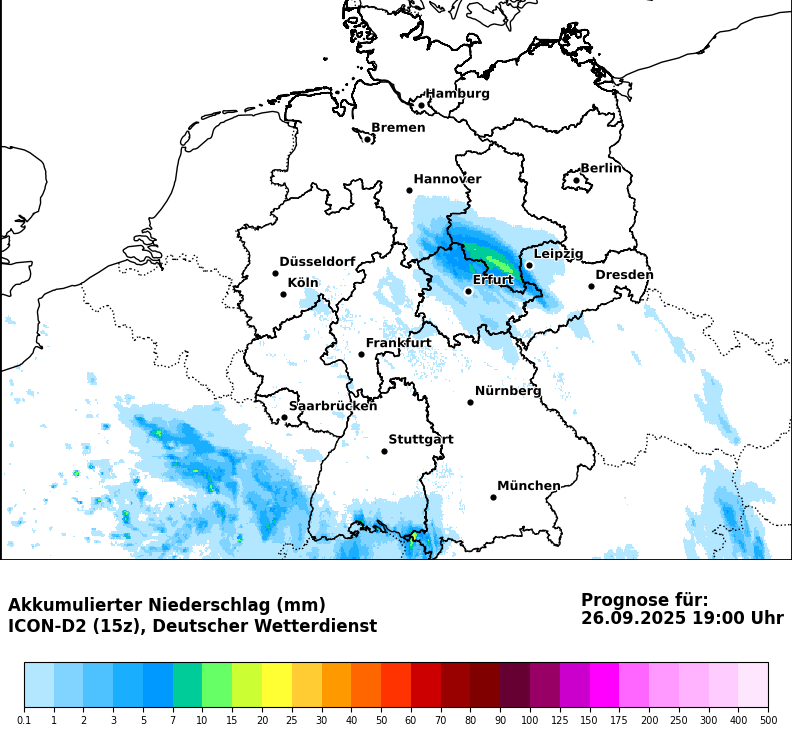 Hamburg
Bremen
Berlin
Hannover
Leipzig
Düsseldorf
Dresden
Köln
Erfurt
Frankfurt
Nürnberg
Saarbrücken
Stuttgart
München
Akkumulierter Niederschlag (mm)
ICON-D2 (15z), Deutscher Wetterdienst
Prognose für:
26.09.2025 19:00 Uhr
0.1 1 2 3 5 7 10 15 20 25 30 40 50 60 70 80 90 100 125 150 175 200 250 300 400 500